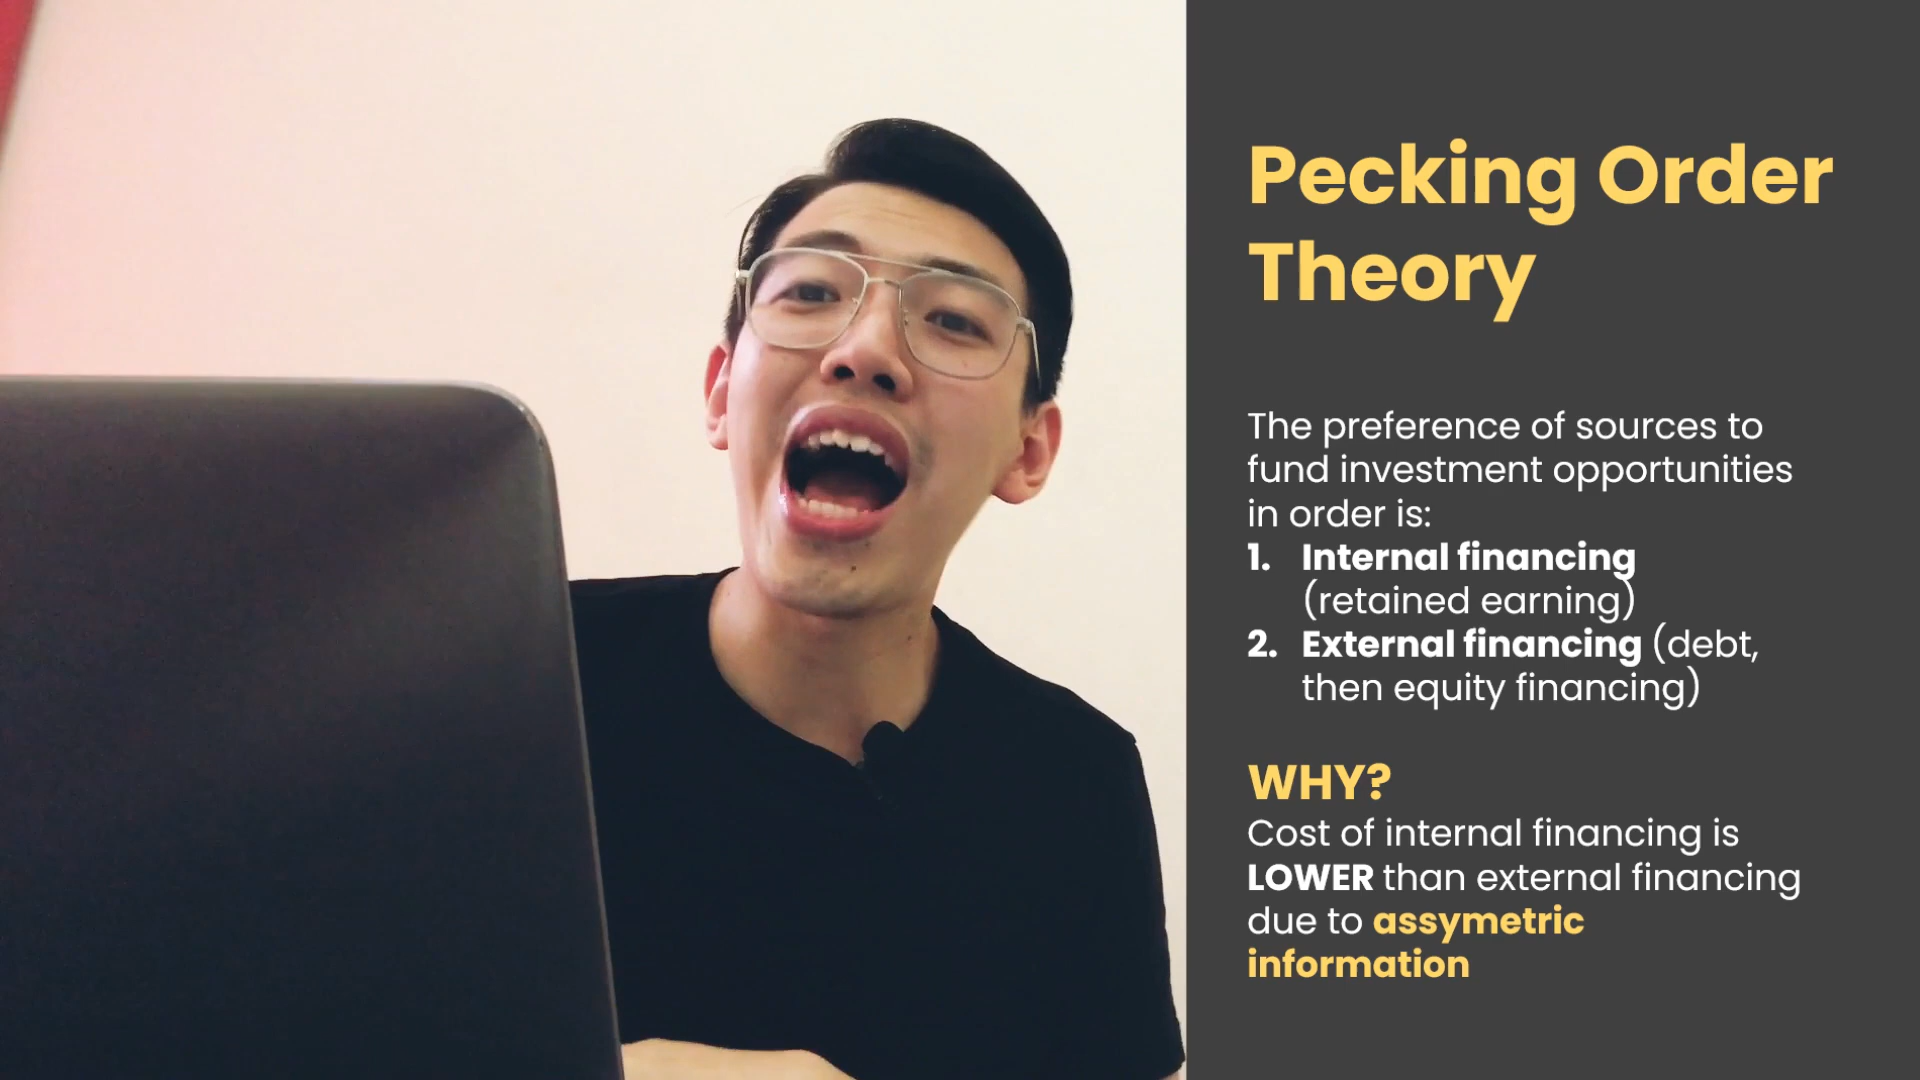 Pecking Order
Theory
The preference of sources to
fund investment opportunities
in order is:
1. Internal financing
(retained earning)
2. External financing (debt,
then equity financing)
WHY?
Cost of internal financing is
LOWER than external financing
due to assymetric
information